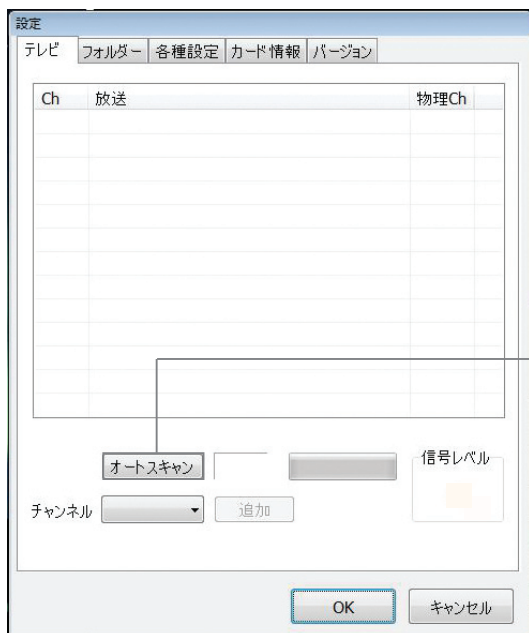 設定
テレビ フォルダー 各種設定 カード情報 バージョン
Ch 放送 物理Ch
オートスキャン 信号レベル
チャンネル 追加
OK キャンセル